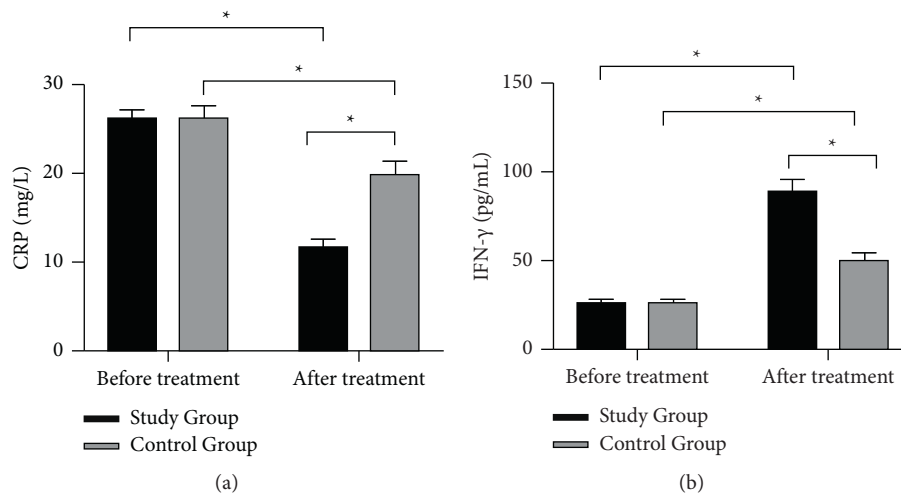 *
*
*
30
20
10
0
CRP (mg/L)
Before treatment
After treatment
Study Group
Control Group
(a)
*
*
*
150
100
50
0
IFN-γ (pg/mL)
Before treatment
After treatment
Study Group
Control Group
(b)